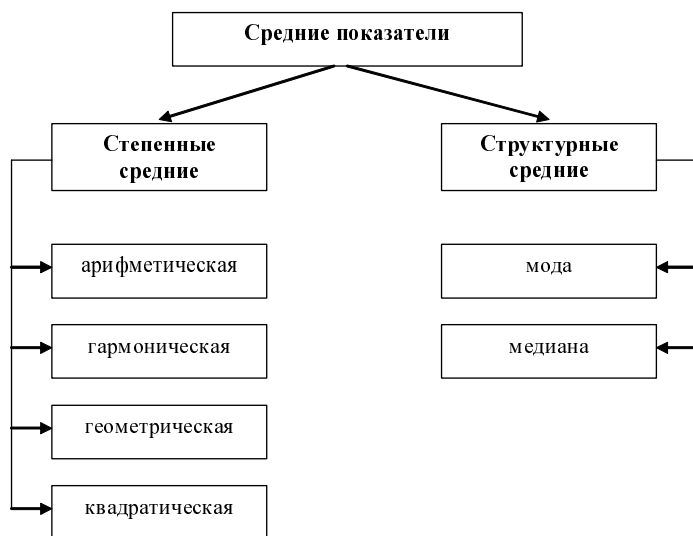 Средние показатели
Степенные
средние
Структурные
средние
арифметическая
мода
гармоническая
медиана
геометрическая
квадратическая